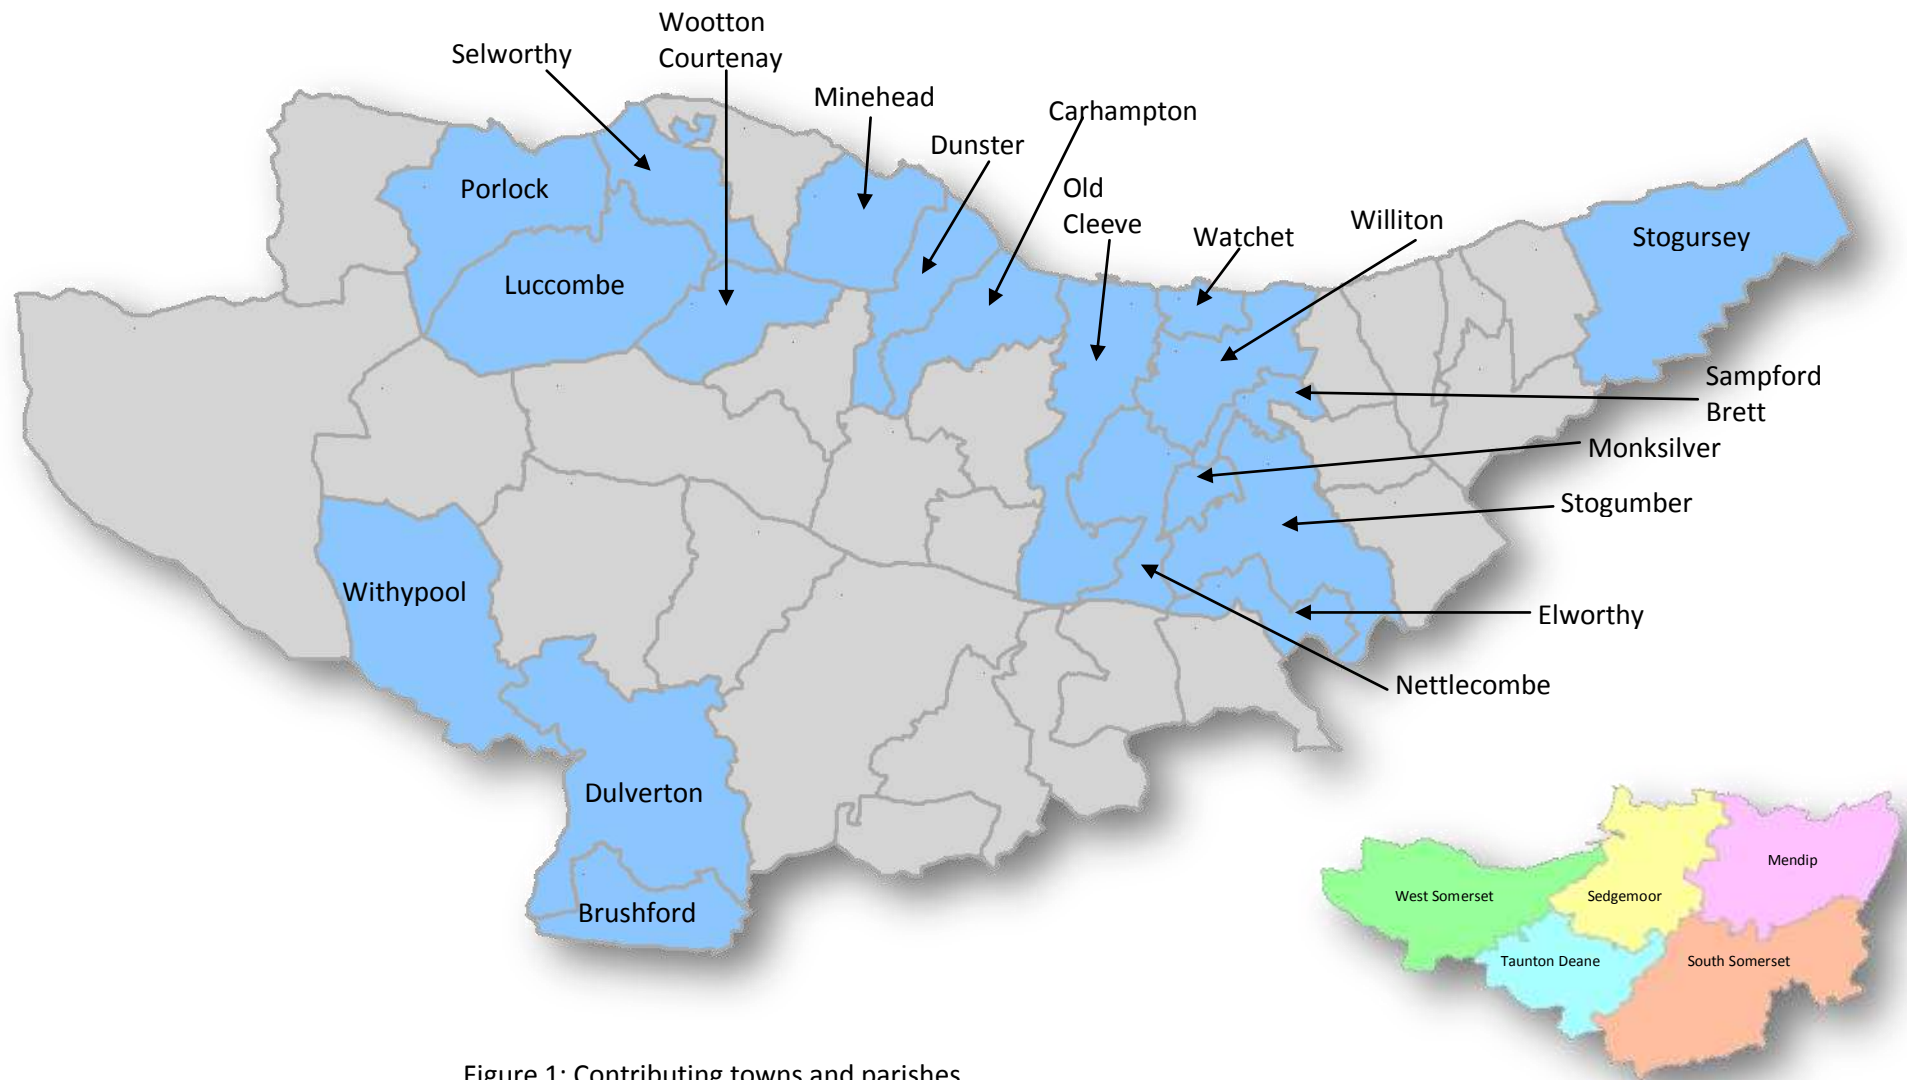 Wootton
Courtenay
Selworthy
Minehead
Carhampton
Dunster
Porlock
Old
Cleeve
Williton
Watchet
Stogursey
Luccombe
Sampford
Brett
Monksilver
Stogumber
Withypool
Elworthy
Nettlecombe
Dulverton
Brushford
Mendip
West Somerset
Sedgemoor
Taunton Deane
South Somerset
Figure 1: Contributing towns and parishes